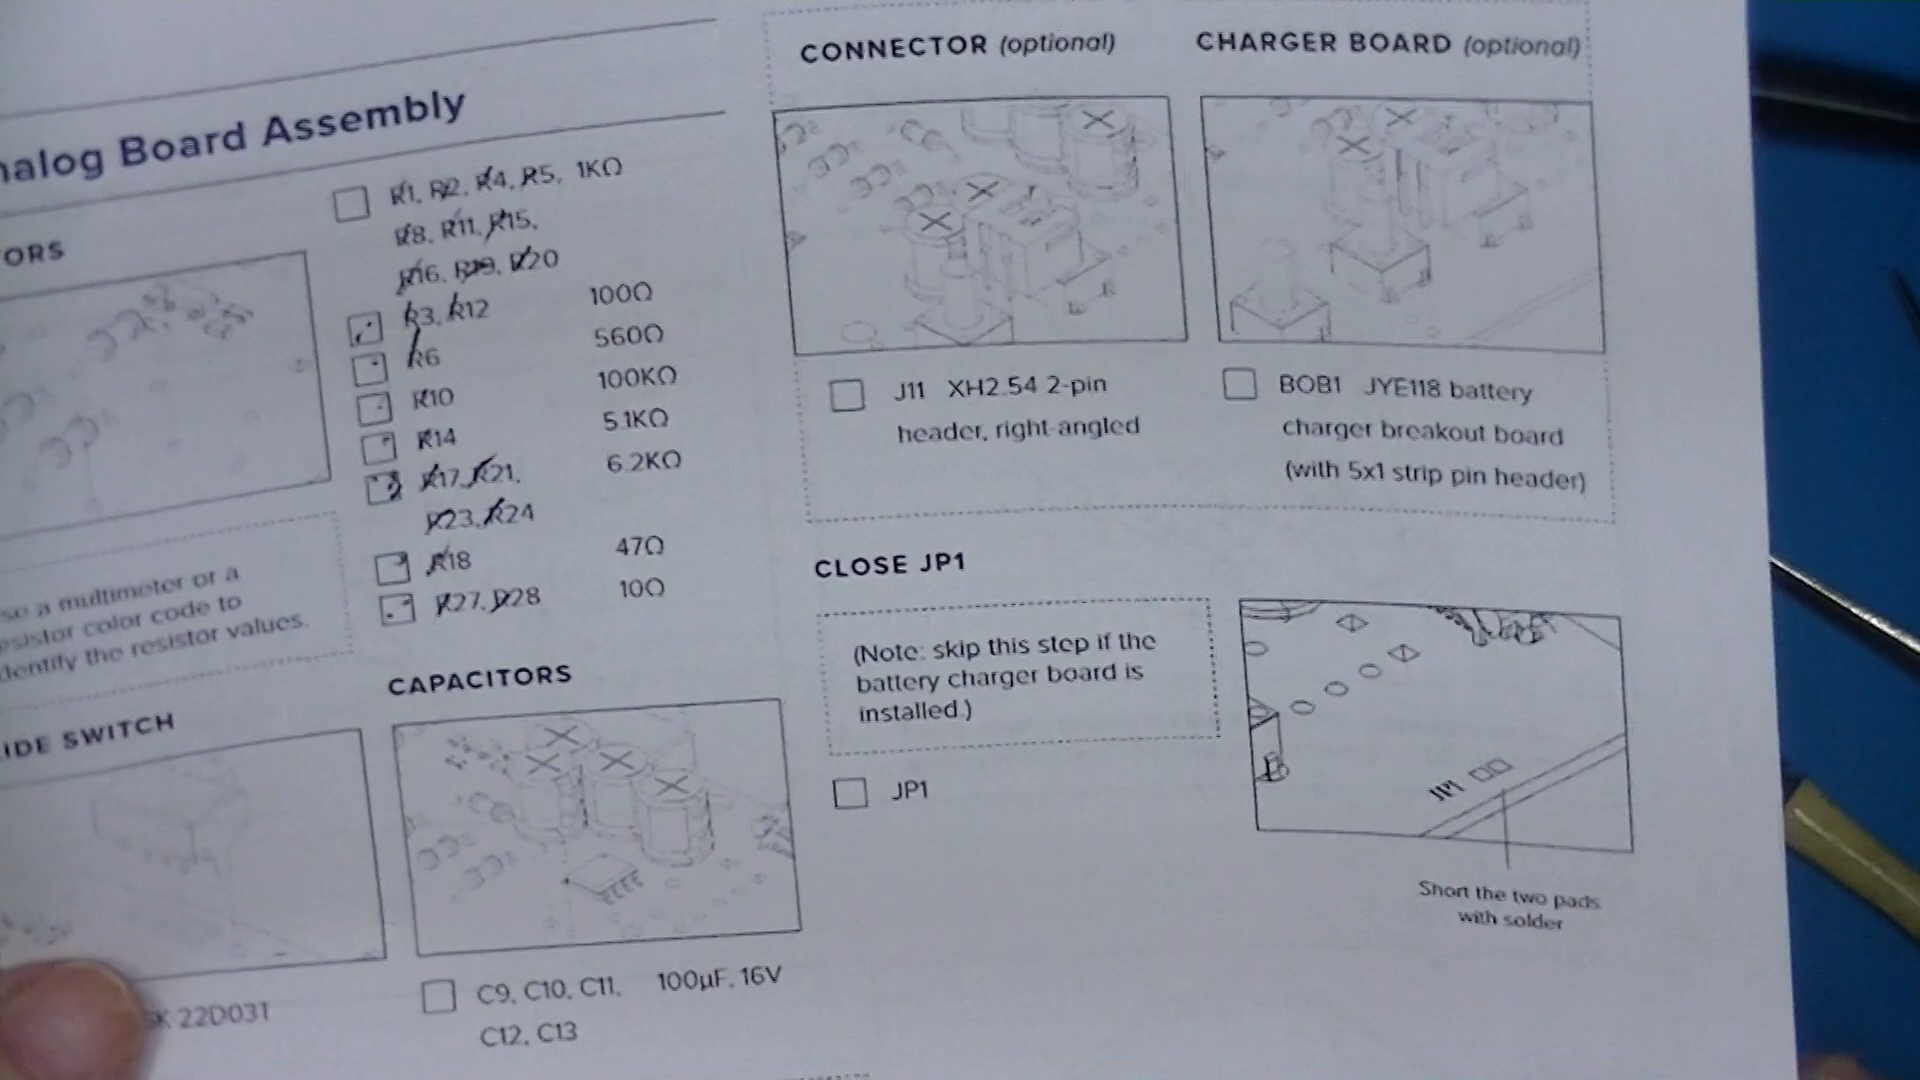 nalog Board Assembly
ORS
R1, R2, R4, R5, 1KΩ
R8, R11, R15,
R16, R19, R20
R3, R12 100Ω
R6 560Ω
R10 100KΩ
R14 5.1KΩ
R17, R21, 6.2KΩ
R23, R24
R18 47Ω
R27, R28 10Ω
se a multimeter or a
esistor color code to
dentify the resistor values.
IDE SWITCH
SK 22D03T
CAPACITORS
C9, C10, C11, 100µF, 16V
C12, C13
CONNECTOR (optional)
J11 XH2.54 2-pin
header, right-angled
CHARGER BOARD (optional)
BOB1 JYE118 battery
charger breakout board
(with 5x1 strip pin header)
CLOSE JP1
(Note: skip this step if the
battery charger board is
installed.)
JP1
JP1
Short the two pads
with solder